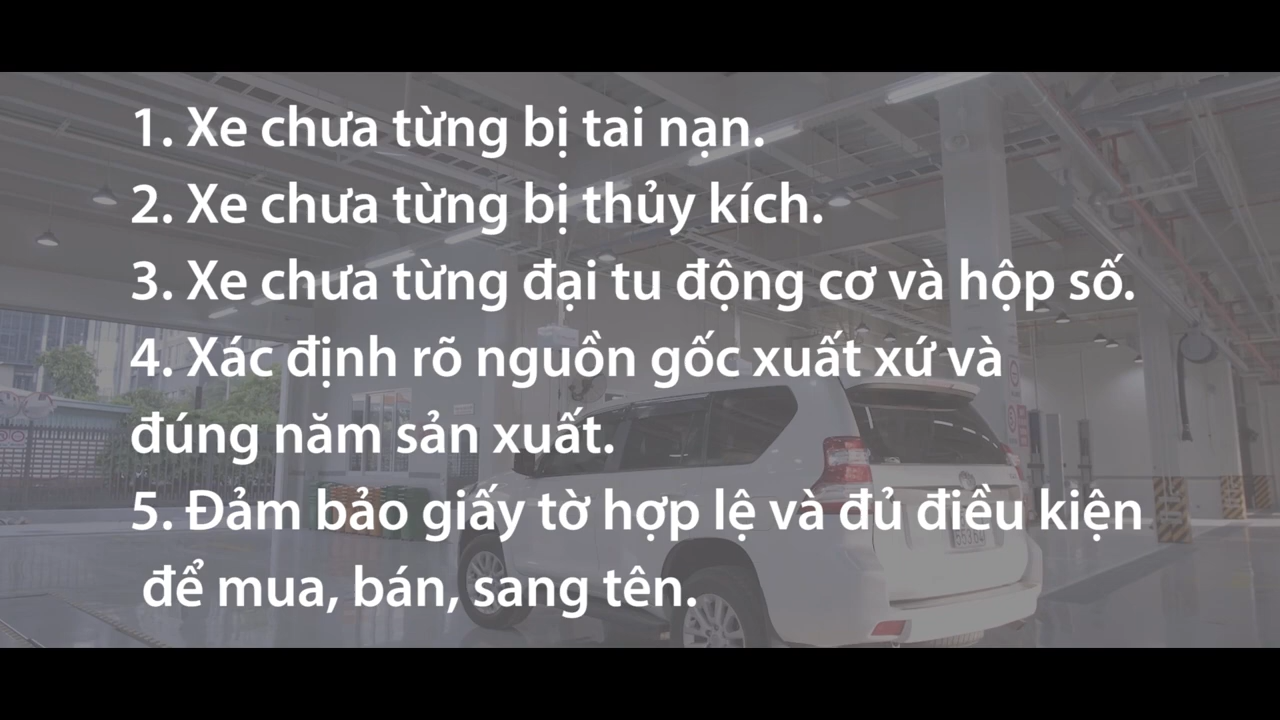 1. Xe chưa từng bị tai nạn.
2. Xe chưa từng bị thủy kích.
3. Xe chưa từng đại tu động cơ và hộp số.
4. Xác định rõ nguồn gốc xuất xứ và
đúng năm sản xuất.
5. Đảm bảo giấy tờ hợp lệ và đủ điều kiện
để mua, bán, sang tên.